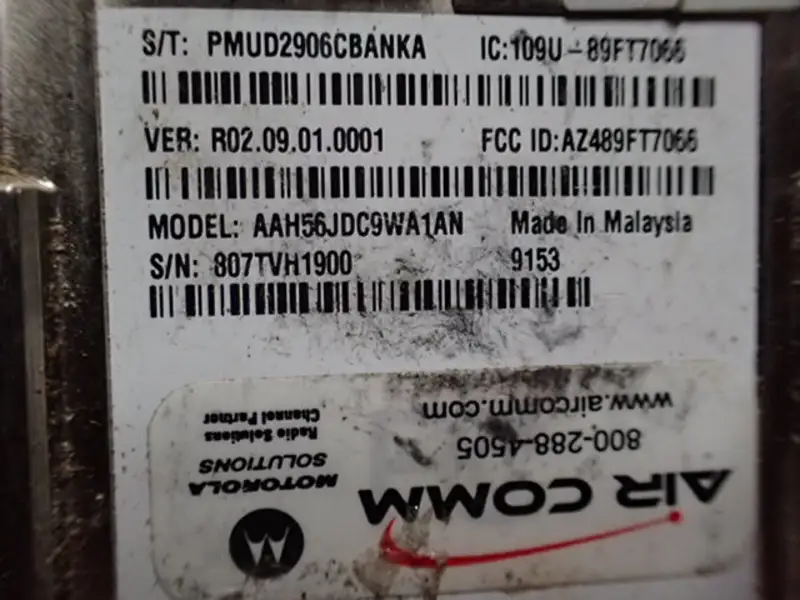 S/T: PMUD2906CBANKA IC:109U-89FT7066
VER: R02.09.01.0001 FCC ID:AZ489FT7066
MODEL: AAH56JDC9WA1AN Made In Malaysia
S/N: 807TVH1900 9153
AIR COMM
800-288-4505
www.aircomm.com
MOTOROLA
SOLUTIONS
Radio Solutions
Channel Partner